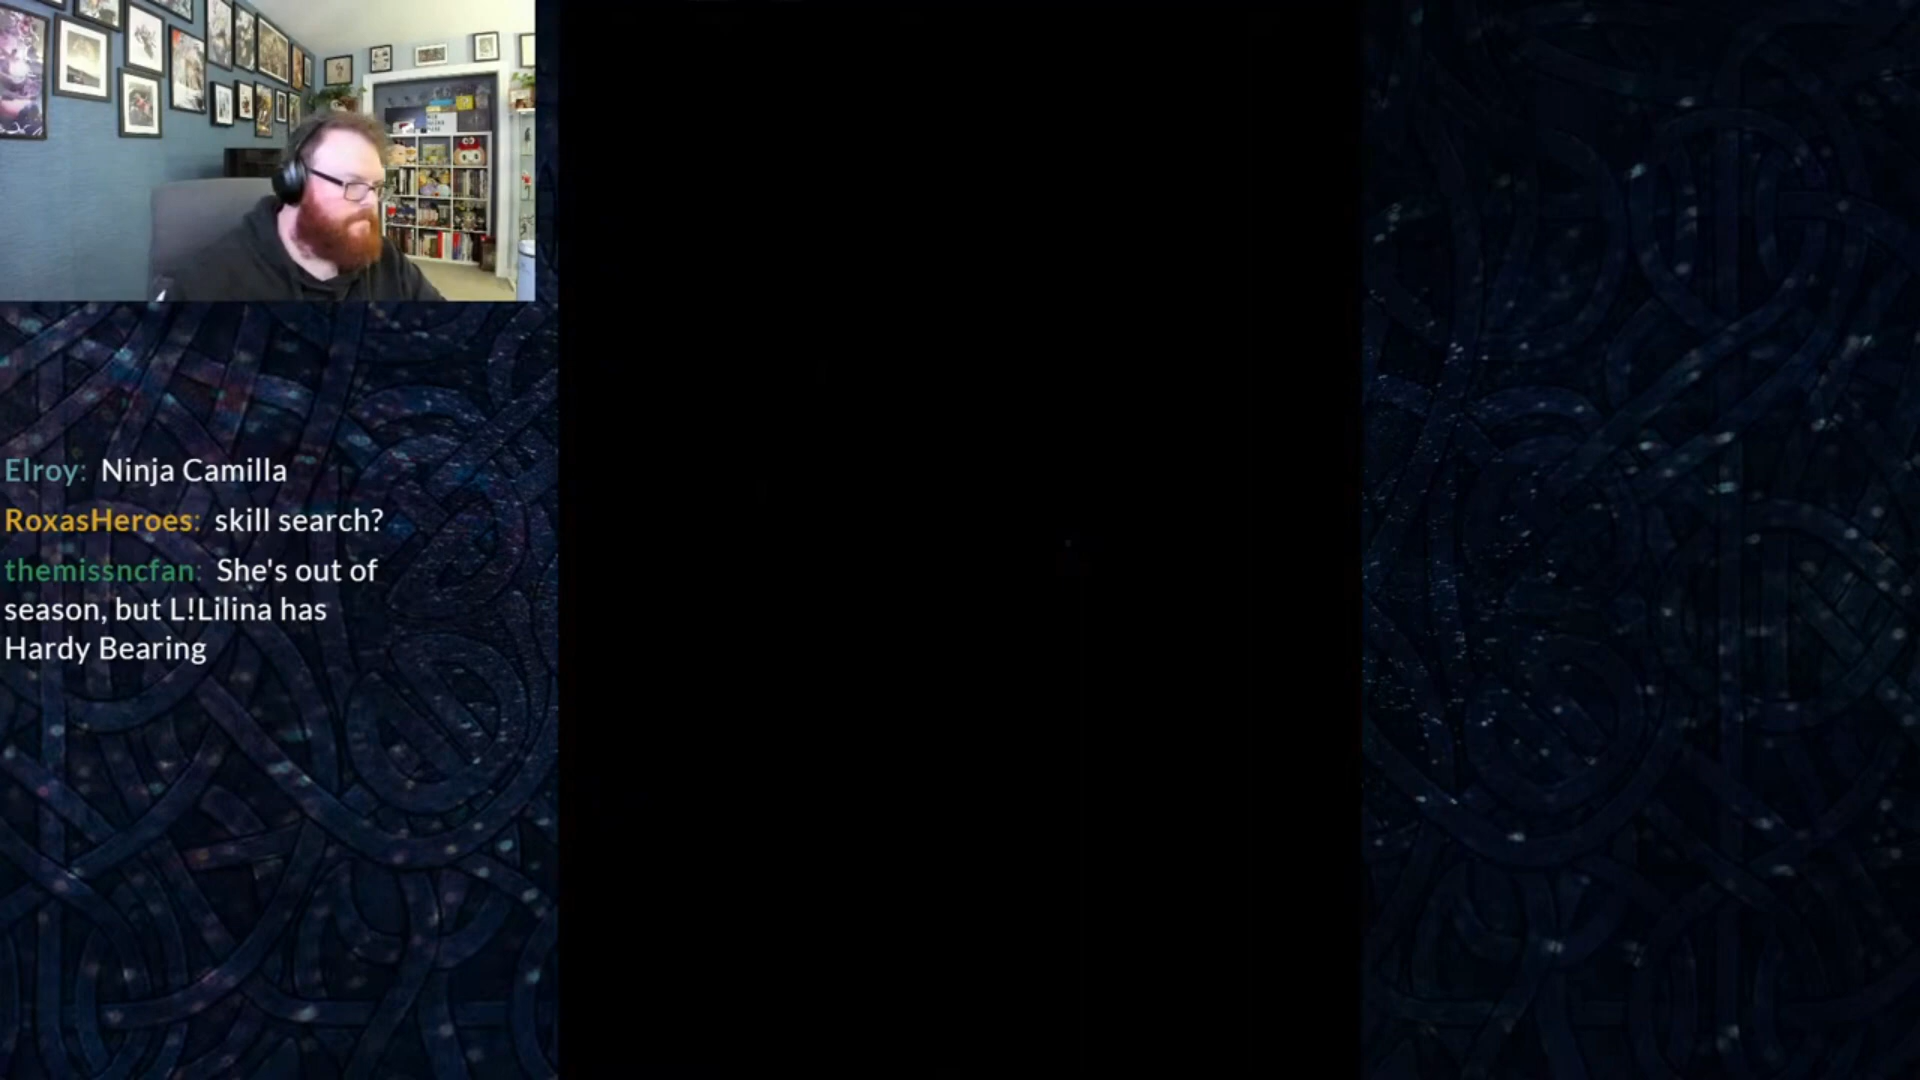 Elroy: Ninja Camilla
RoxasHeroes: skill search?
themissncfan: She's out of
season, but L!Lilina has
Hardy Bearing